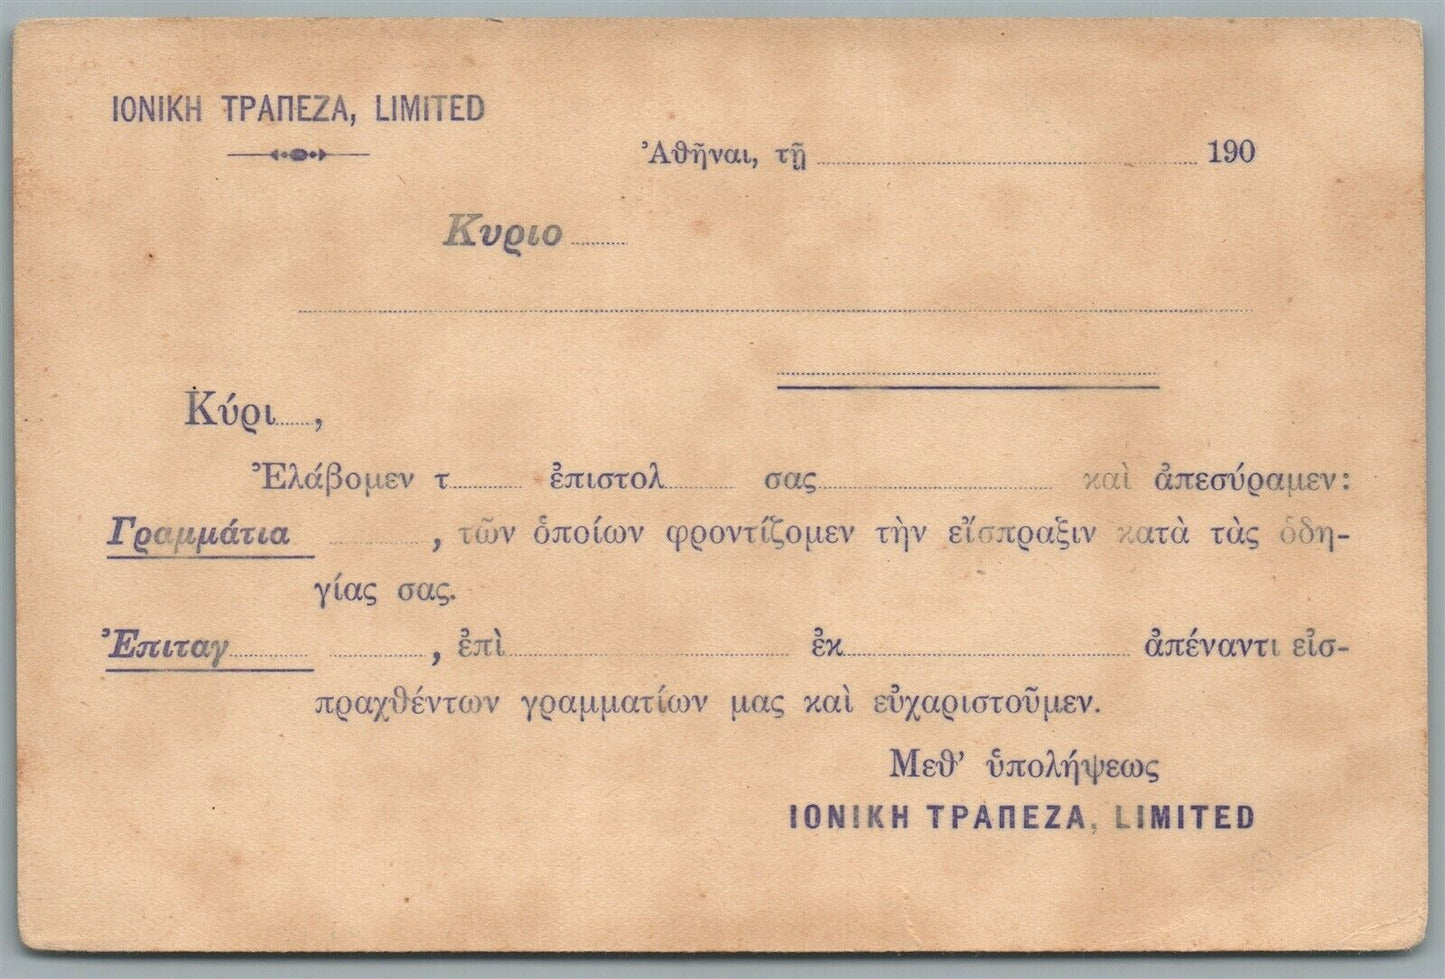 ΙΟΝΙΚΗ ΤΡΑΠΕΖΑ, LIMITED
Ἀθῆναι, τῇ ........ 190
Κυριο ........
Κύρι ........,
Ἐλάβομεν τ ........ ἐπιστολ ........ σας ........ καὶ ἀπεσύραμεν:
Γραμμάτια ........, τῶν ὁποίων φροντίζομεν τὴν εἴσπραξιν κατὰ τὰς ὁδη-
γίας σας.
Ἐπιταγ ........ ........, ἐπὶ ........ ἐκ ........ ἀπέναντι εἰσ-
πραχθέντων γραμματίων μας καὶ εὐχαριστοῦμεν.
Μεθ’ ὑπολήψεως
ΙΟΝΙΚΗ ΤΡΑΠΕΖΑ, LIMITED